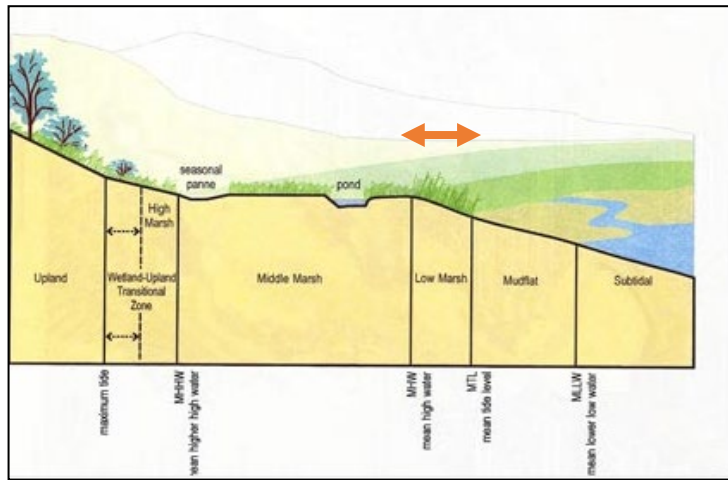 seasonal
panne
pond
High
Marsh
Upland
Wetland-Upland
Transitional
Zone
Middle Marsh
Low Marsh
Mudflat
Subtidal
maximum tide
MHHW
ean higher high water
MHW
mean high water
MTL
mean tide level
MLLW
mean lower low water